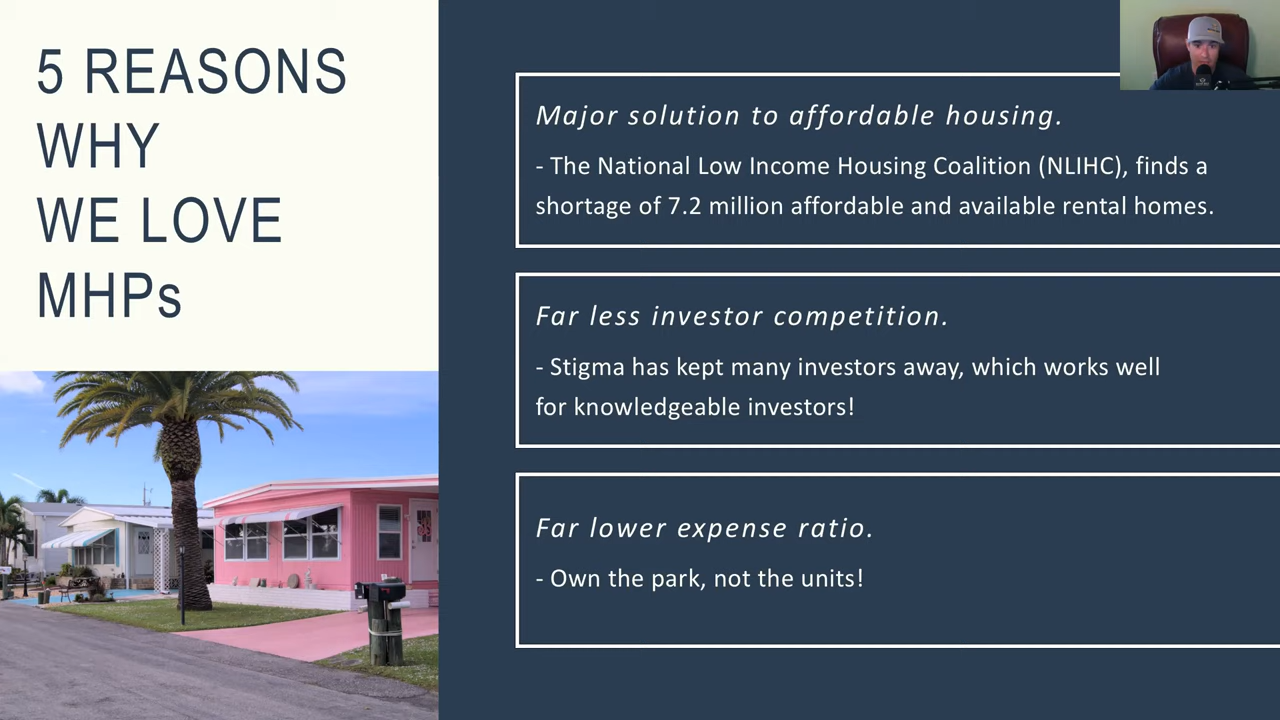 5 REASONS
WHY
WE LOVE
MHPs
Major solution to affordable housing.
- The National Low Income Housing Coalition (NLIHC), finds a
shortage of 7.2 million affordable and available rental homes.
Far less investor competition.
- Stigma has kept many investors away, which works well
for knowledgeable investors!
Far lower expense ratio.
- Own the park, not the units!